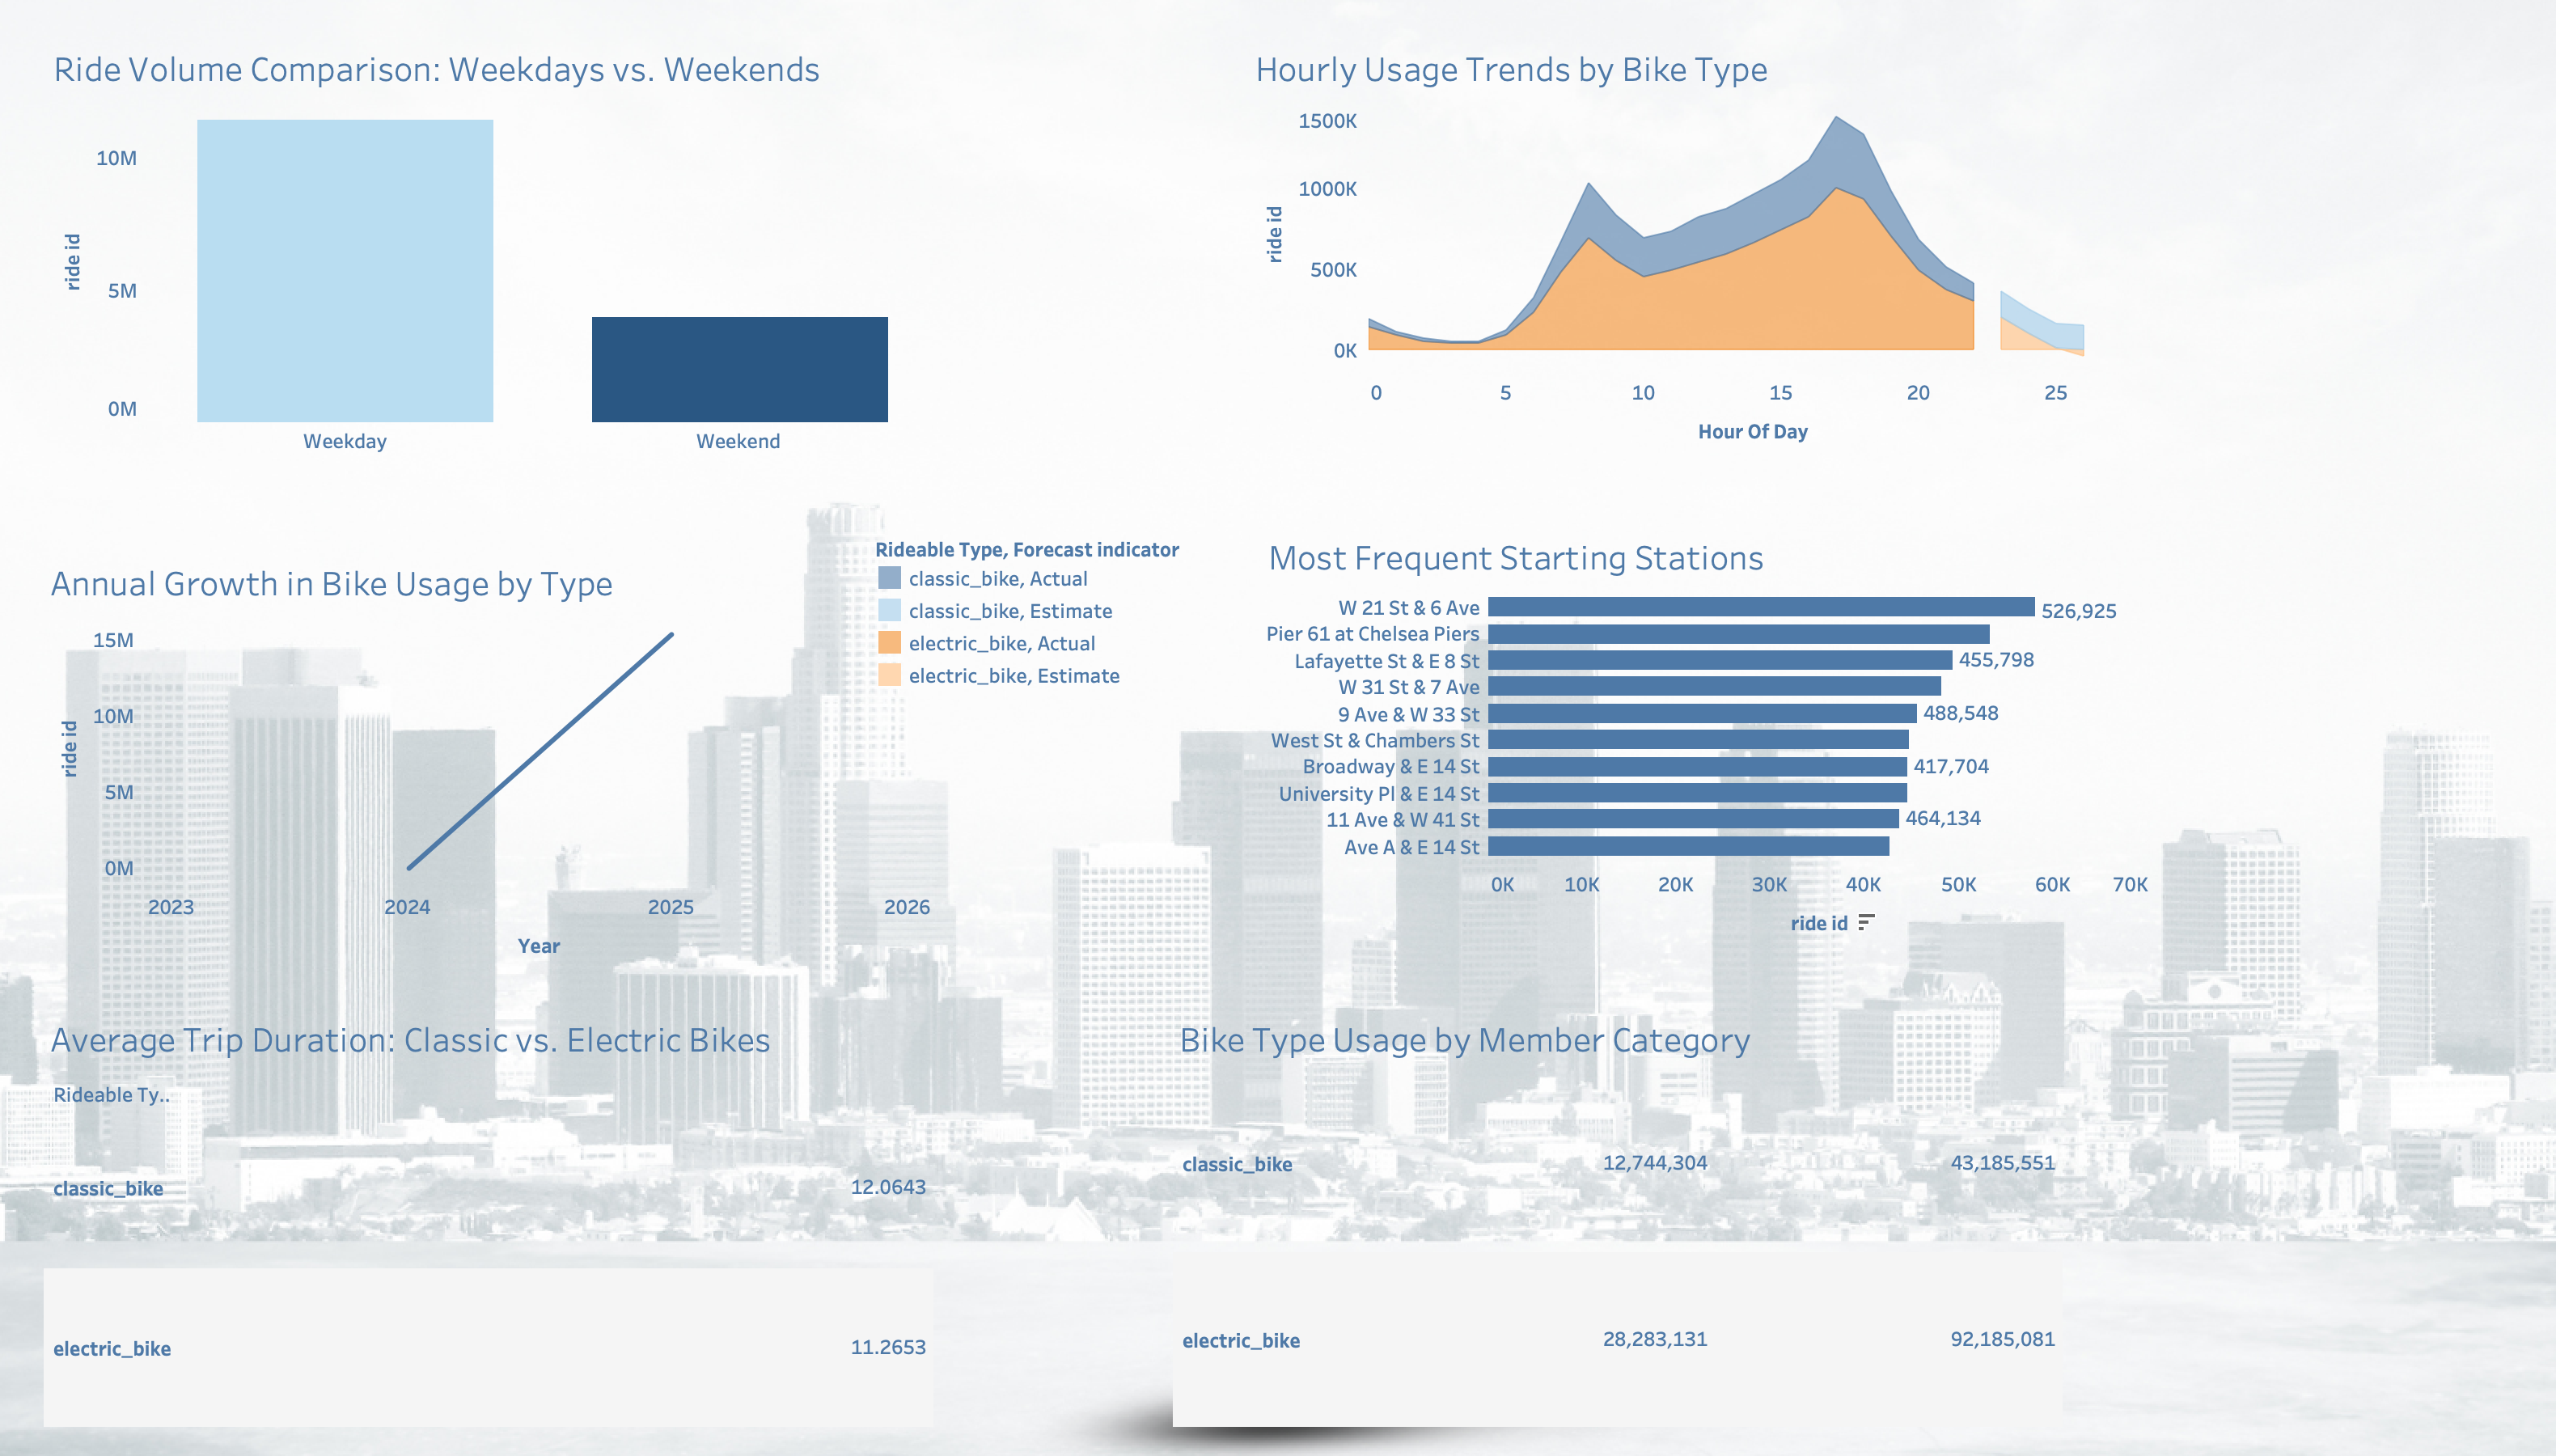 Ride Volume Comparison: Weekdays vs. Weekends
10M
5M
0M
ride id
Weekday
Weekend
Hourly Usage Trends by Bike Type
1500K
1000K
500K
0K
ride id
0 5 10 15 20 25
Hour Of Day
Annual Growth in Bike Usage by Type
15M
10M
5M
0M
ride id
2023 2024 2025 2026
Year
Rideable Type, Forecast indicator
classic_bike, Actual
classic_bike, Estimate
electric_bike, Actual
electric_bike, Estimate
Most Frequent Starting Stations
W 21 St & 6 Ave 526,925
Pier 61 at Chelsea Piers
Lafayette St & E 8 St 455,798
W 31 St & 7 Ave
9 Ave & W 33 St 488,548
West St & Chambers St
Broadway & E 14 St 417,704
University Pl & E 14 St
11 Ave & W 41 St 464,134
Ave A & E 14 St
0K 10K 20K 30K 40K 50K 60K 70K
ride id
Average Trip Duration: Classic vs. Electric Bikes
Rideable Ty..
classic_bike 12.0643
electric_bike 11.2653
Bike Type Usage by Member Category
classic_bike 12,744,304 43,185,551
electric_bike 28,283,131 92,185,081